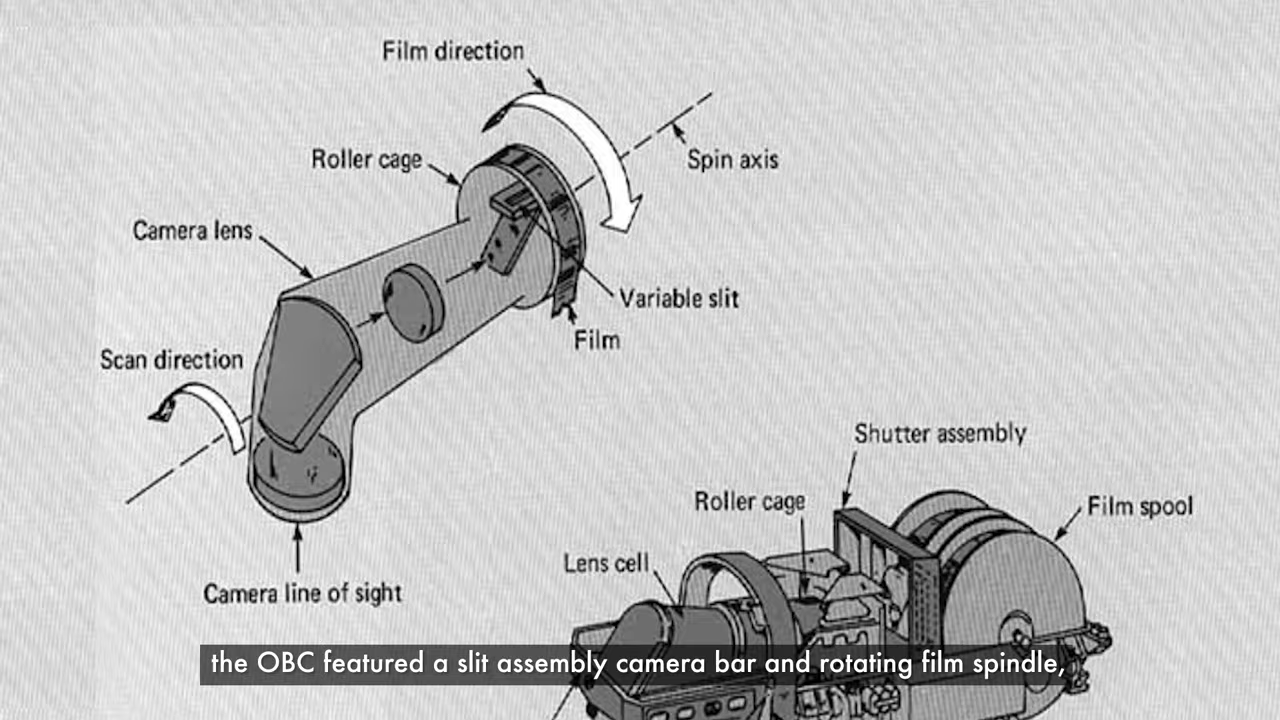 Film direction
Spin axis
Roller cage
Camera lens
Variable slit
Film
Scan direction
Camera line of sight
Shutter assembly
Roller cage
Film spool
Lens cell
the OBC featured a slit assembly camera bar and rotating film spindle,